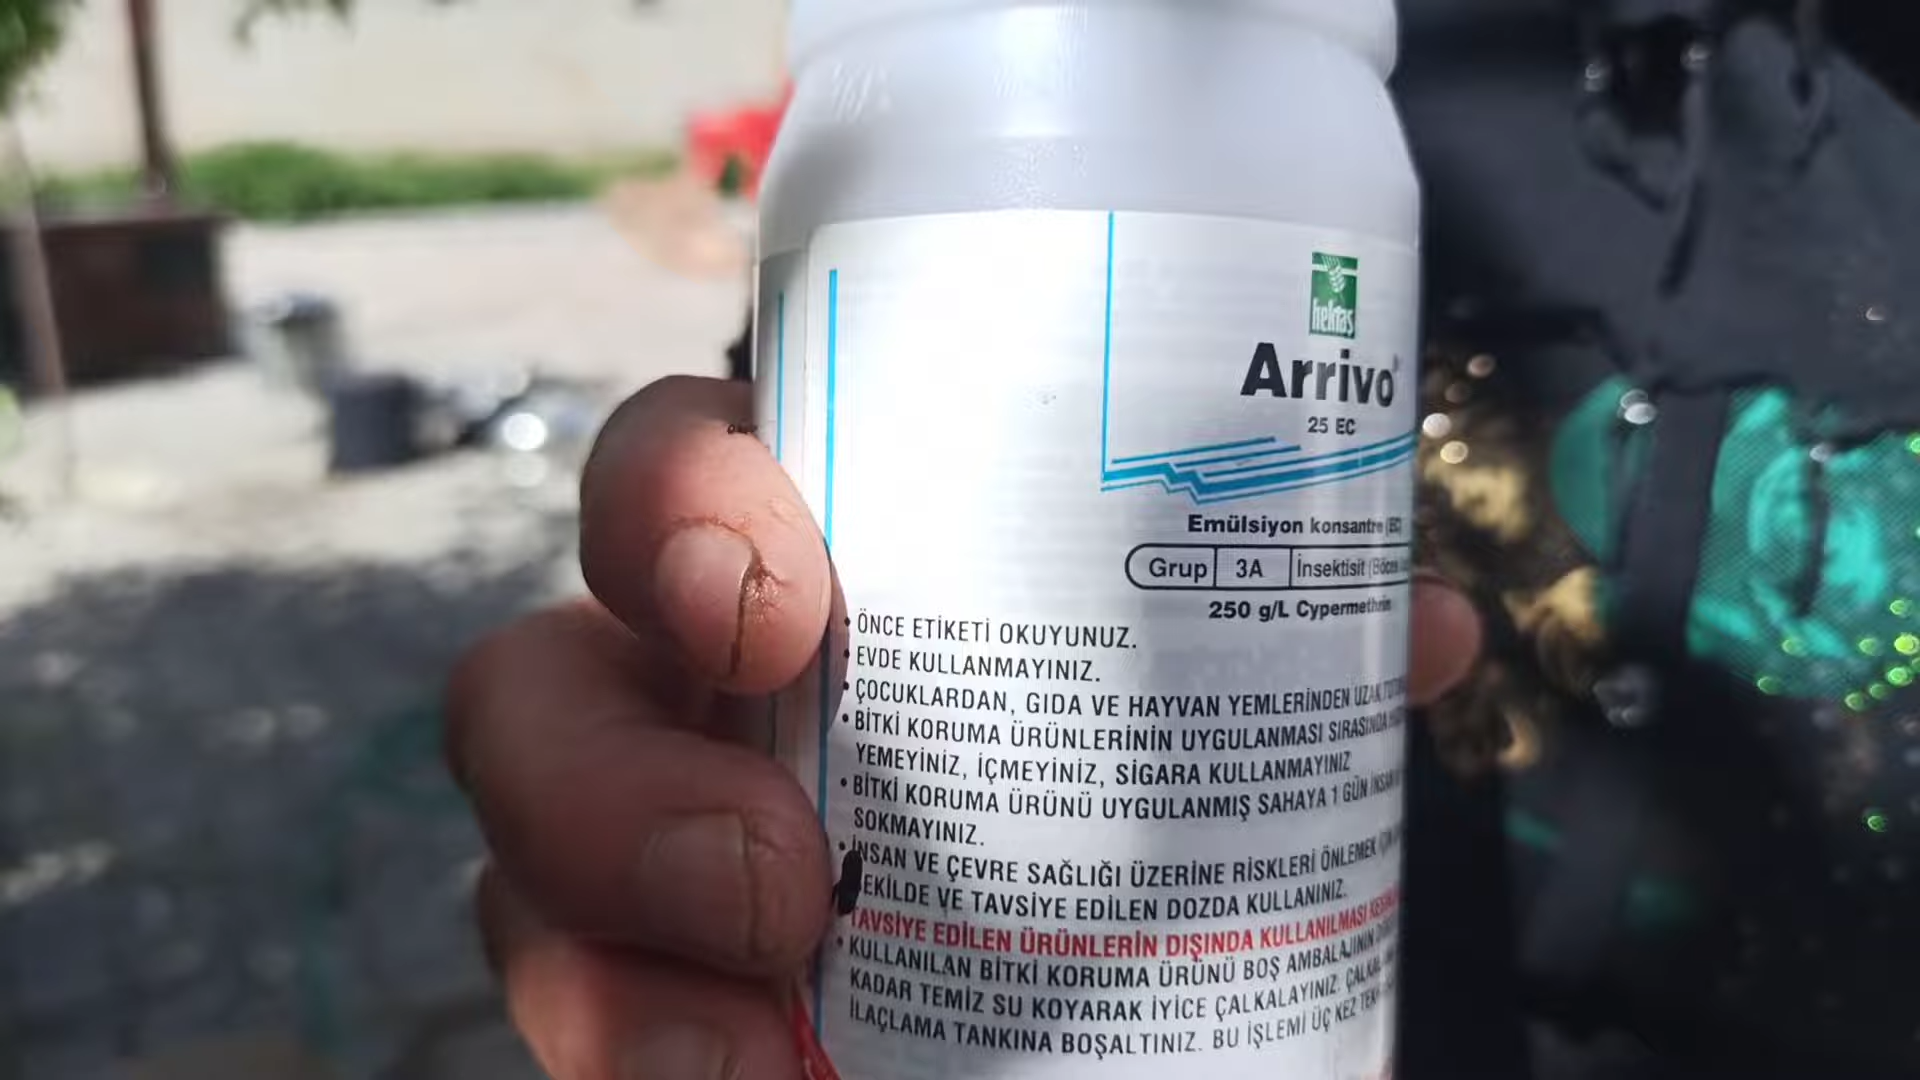 hektaş
Arrivo
25 EC
Emülsiyon konsantre (EC)
Grup 3A İnsektisit
250 g/L Cypermethrin
• ÖNCE ETİKETİ OKUYUNUZ.
• EVDE KULLANMAYINIZ.
• ÇOCUKLARDAN, GIDA VE HAYVAN YEMLERİNDEN UZAK
• BİTKİ KORUMA ÜRÜNLERİNİN UYGULANMASI SIRASINDA
YEMEYİNİZ, İÇMEYİNİZ, SİGARA KULLANMAYINIZ
• BİTKİ KORUMA ÜRÜNÜ UYGULANMIŞ SAHAYA 1 GÜN İNSAN
SOKMAYINIZ.
• İNSAN VE ÇEVRE SAĞLIĞI ÜZERİNE RİSKLERİ ÖNLEMEK
ŞEKİLDE VE TAVSİYE EDİLEN DOZDA KULLANINIZ.
TAVSİYE EDİLEN ÜRÜNLERİN DIŞINDA KULLANILMASI
• KULLANILAN BİTKİ KORUMA ÜRÜNÜ BOŞ AMBALAJININ
KADAR TEMİZ SU KOYARAK İYİCE ÇALKALAYINIZ.
İLAÇLAMA TANKINA BOŞALTINIZ. BU İŞLEMİ ÜÇ KEZ